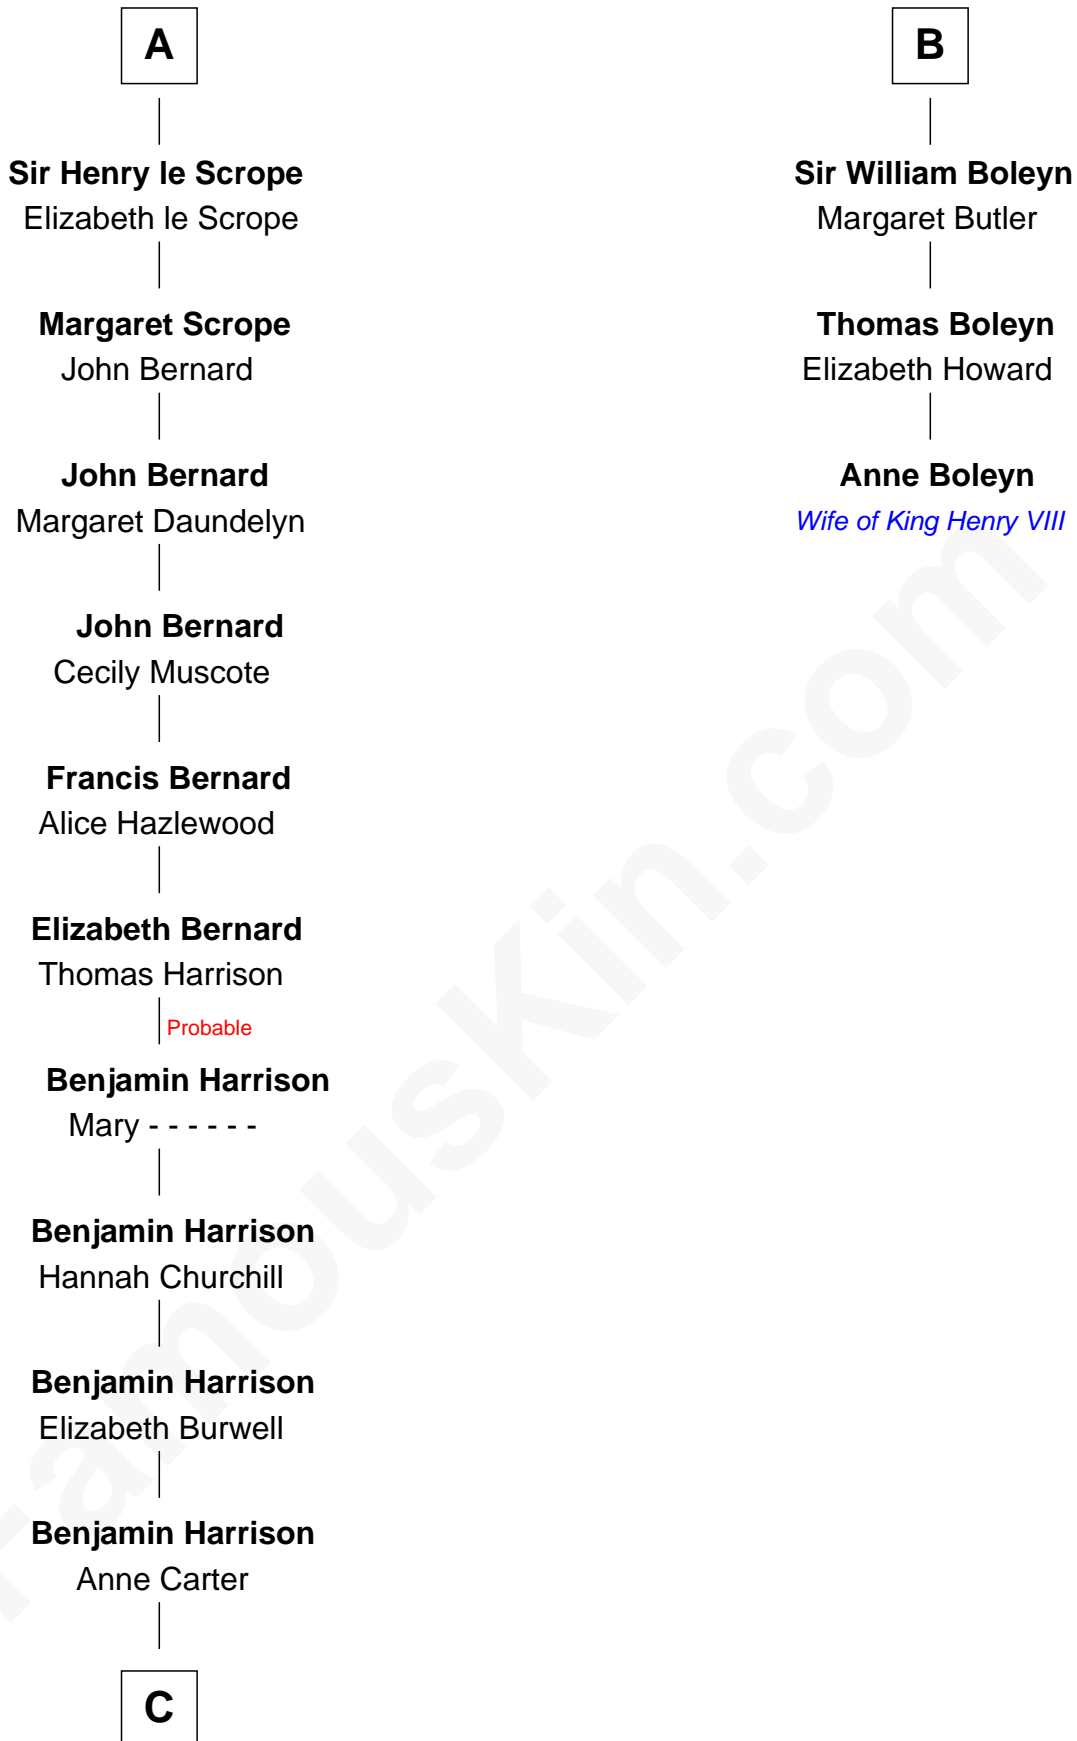 A
Sir Henry le Scrope
Elizabeth le Scrope
Margaret Scrope
John Bernard
John Bernard
Margaret Daundelyn
John Bernard
Cecily Muscote
Francis Bernard
Alice Hazlewood
Elizabeth Bernard
Thomas Harrison
Probable
Benjamin Harrison
Mary - - - - - -
Benjamin Harrison
Hannah Churchill
Benjamin Harrison
Elizabeth Burwell
Benjamin Harrison
Anne Carter
C
B
Sir William Boleyn
Margaret Butler
Thomas Boleyn
Elizabeth Howard
Anne Boleyn
Wife of King Henry VIII
FamousKin.com